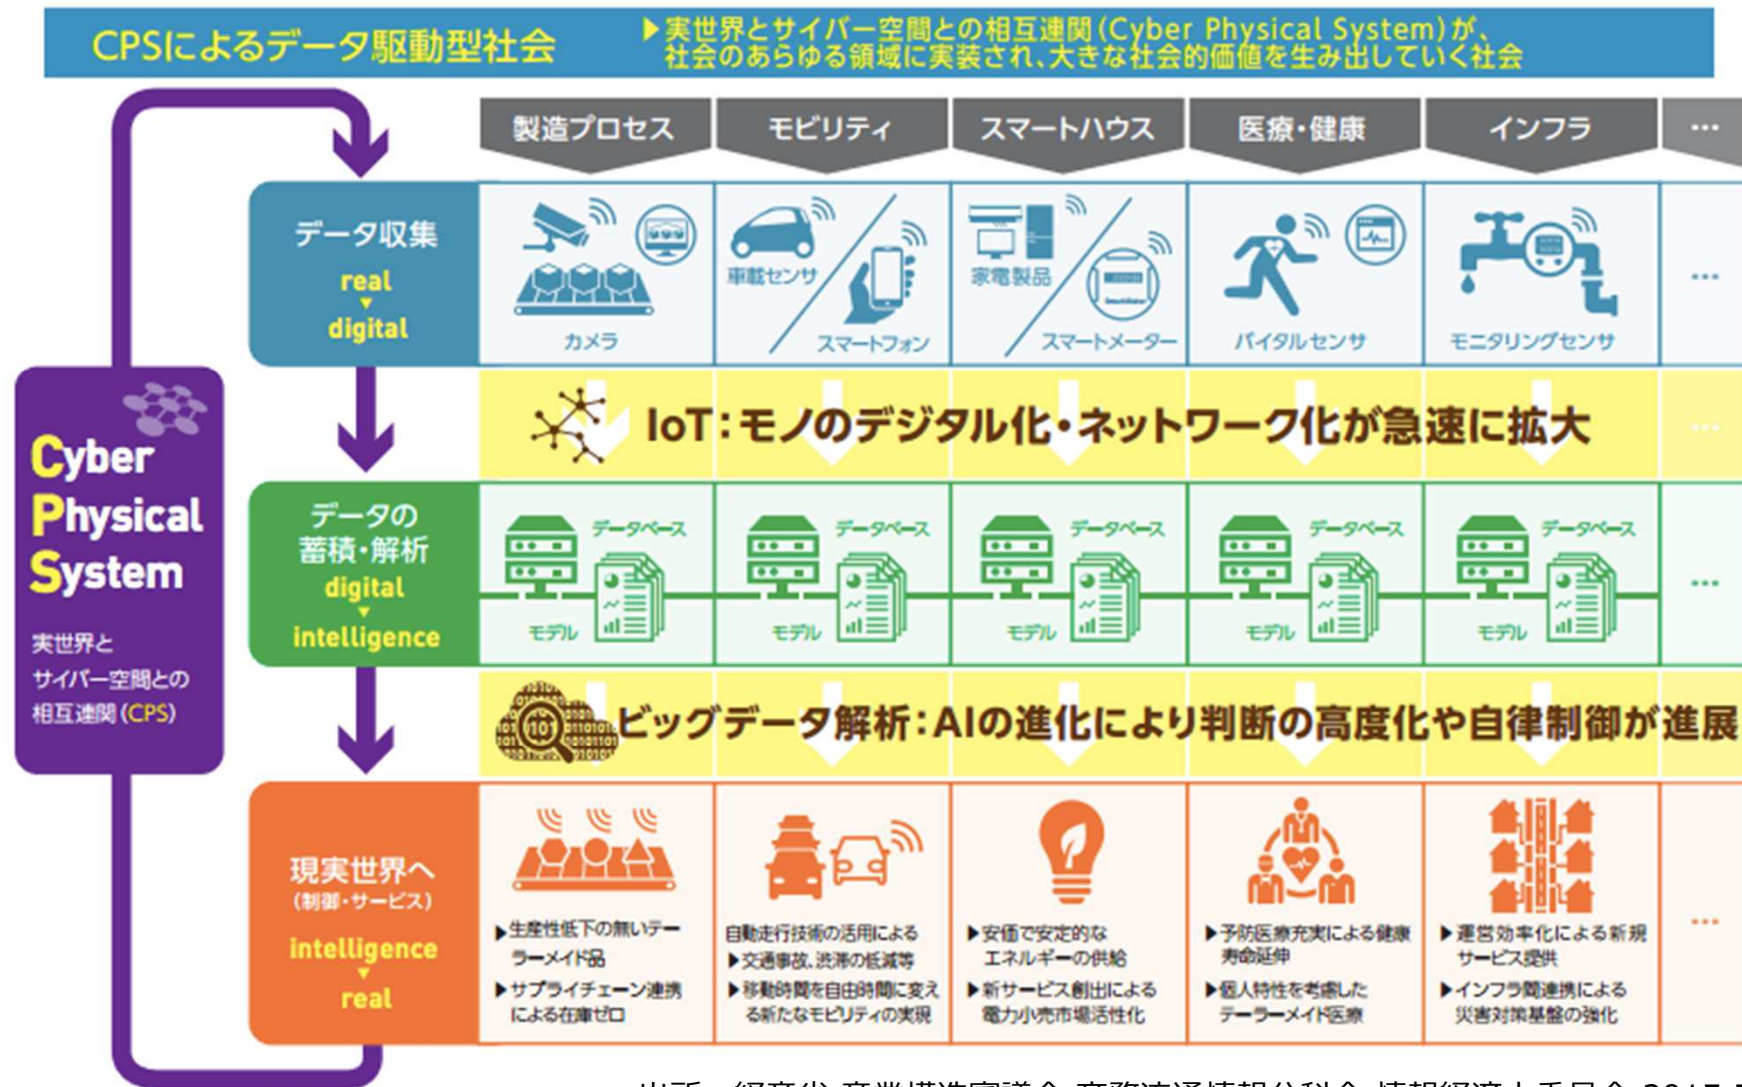 CPSによるデータ駆動型社会
▶実世界とサイバー空間との相互連関（Cyber Physical System）が、
社会のあらゆる領域に実装され、大きな社会的価値を生み出していく社会
製造プロセス
モビリティ
スマートハウス
医療・健康
インフラ
…
データ収集
real
▼
digital
カメラ
車載センサ
スマートフォン
家電製品
スマートメーター
バイタルセンサ
モニタリングセンサ
…
IoT：モノのデジタル化・ネットワーク化が急速に拡大
…
Cyber
Physical
System
実世界と
サイバー空間との
相互連関（CPS）
データの
蓄積・解析
digital
▼
intelligence
データベース
モデル
データベース
モデル
データベース
モデル
データベース
モデル
データベース
モデル
…
ビッグデータ解析：AIの進化により判断の高度化や自律制御が進展
現実世界へ
（制御・サービス）
intelligence
▼
real
▶生産性低下の無いテー
ラーメイド品
▶サプライチェーン連携
による在庫ゼロ
自動走行技術の活用による
▶交通事故、渋滞の低減等
▶移動時間を自由時間に変え
る新たなモビリティの実現
▶安価で安定的な
エネルギーの供給
▶新サービス創出による
電力小売市場活性化
▶予防医療充実による健康
寿命延伸
▶個人特性を考慮した
テーラーメイド医療
▶運営効率化による新規
サービス提供
▶インフラ間連携による
災害対策基盤の強化
…